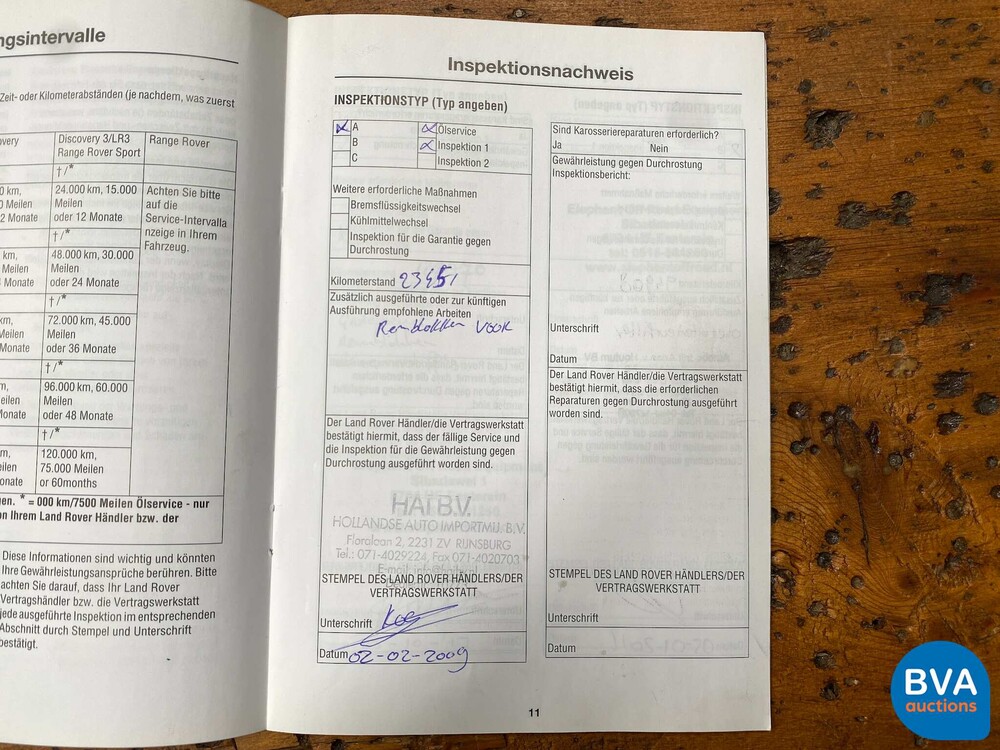 ngsintervalle
Zeit- oder Kilometerabständen (je nachdem, was zuerst
Discovery 3/LR3
Range Rover Sport
Range Rover
†/*
24.000 km, 15.000
Meilen
oder 12 Monate
Achten Sie bitte
auf die
Service-Intervalla
nzeige in Ihrem
Fahrzeug.
†/*
48.000 km, 30.000
Meilen
oder 24 Monate
†/*
72.000 km, 45.000
Meilen
oder 36 Monate
†/*
96.000 km, 60.000
Meilen
oder 48 Monate
†/*
120.000 km,
75.000 Meilen
or 60months
gen. * = 000 km/7500 Meilen Ölservice - nur
on Ihrem Land Rover Händler bzw. der
Diese Informationen sind wichtig und könnten
Ihre Gewährleistungsansprüche berühren. Bitte
achten Sie darauf, dass Ihr Land Rover
Vertragshändler bzw. die Vertragswerkstatt
jede ausgeführte Inspektion im entsprechenden
Abschnitt durch Stempel und Unterschrift
bestätigt.
Inspektionsnachweis
INSPEKTIONSTYP (Typ angeben)
A
B
C
Ölservice
Inspektion 1
Inspektion 2
Weitere erforderliche Maßnahmen
Bremsflüssigkeitswechsel
Kühlmittelwechsel
Inspektion für die Garantie gegen
Durchrostung
Kilometerstand 23451
Zusätzlich ausgeführte oder zur künftigen
Ausführung empfohlene Arbeiten
Remblokken voor
Der Land Rover Händler/die Vertragswerkstatt
bestätigt hiermit, dass der fällige Service und
die Inspektion für die Gewährleistung gegen
Durchrostung ausgeführt worden sind.
HAI B.V.
HOLLANDSE AUTO IMPORTMIJ. B.V.
Floralaan 2, 2231 ZV RIJNSBURG
Tel.: 071-4029224, Fax 071-4020703
STEMPEL DES LAND ROVER HÄNDLERS/DER
VERTRAGSWERKSTATT
Unterschrift
Datum 02-02-2009
Sind Karosseriereparaturen erforderlich?
Ja Nein
Gewährleistung gegen Durchrostung
Inspektionsbericht:
Unterschrift
Datum
Der Land Rover Händler/die Vertragswerkstatt
bestätigt hiermit, dass die erforderlichen
Reparaturen gegen Durchrostung ausgeführt
worden sind.
STEMPEL DES LAND ROVER HÄNDLERS/DER
VERTRAGSWERKSTATT
Unterschrift
Datum
11
BVA
auctions